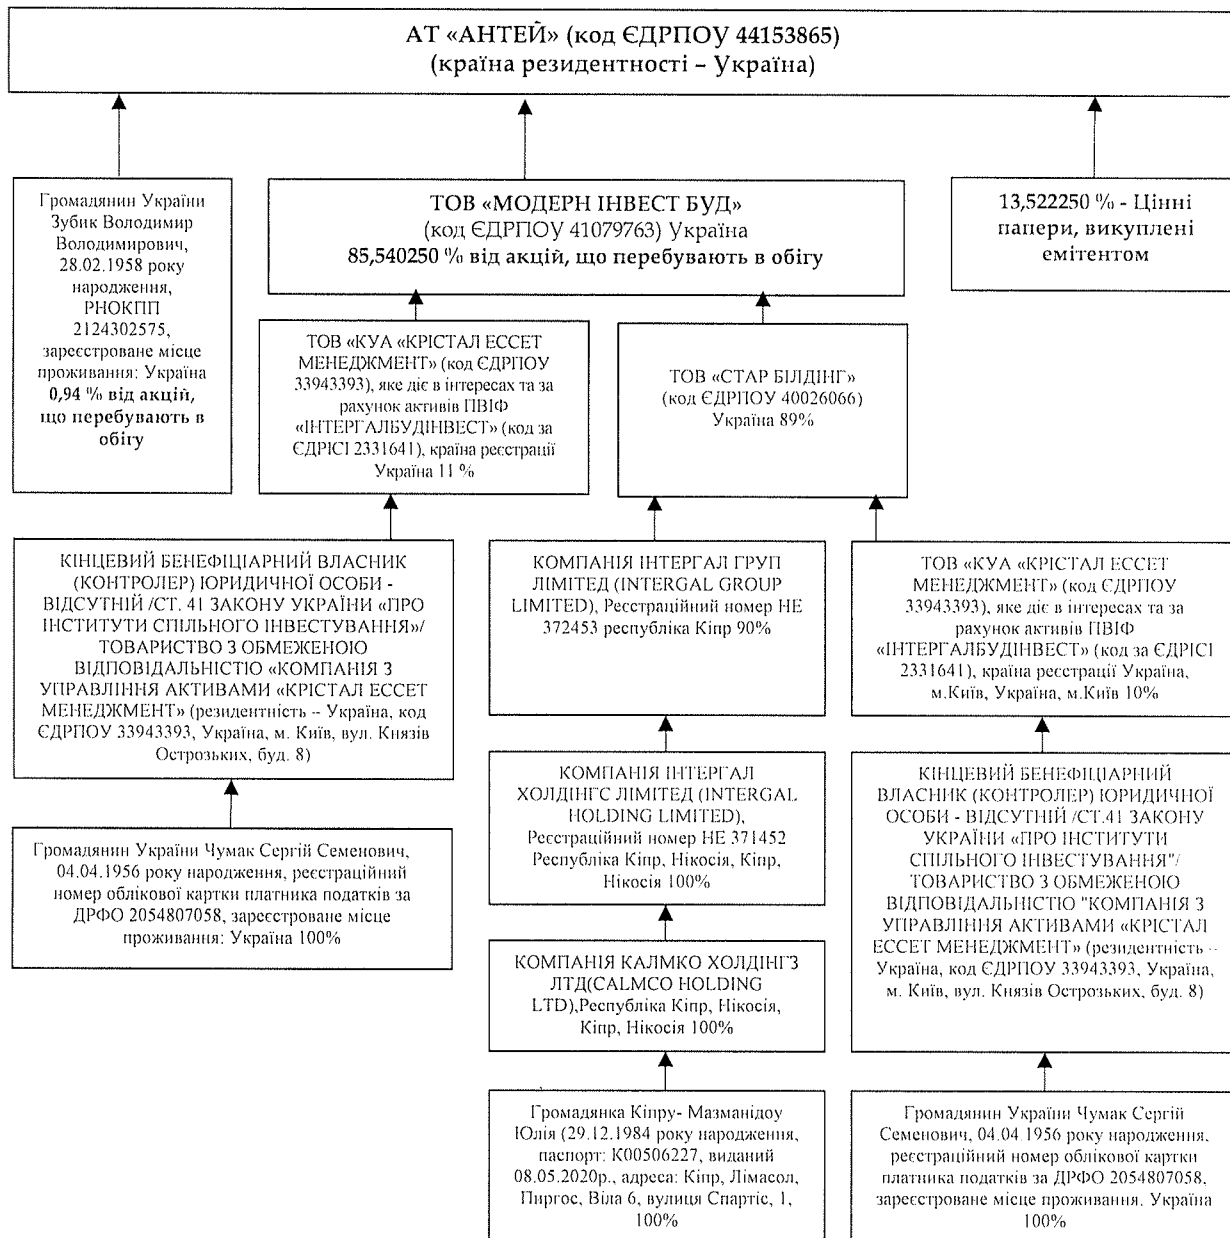 АТ «АНТЕЙ» (код ЄДРПОУ 44153865)
(країна резидентності – Україна)
Громадянин України
Зубик Володимир
Володимирович,
28.02.1958 року
народження,
РНОКПП
2124302575,
зареєстроване місце
проживання: Україна
0,94 % від акцій,
що перебувають в
обігу
ТОВ «МОДЕРН ІНВЕСТ БУД»
(код ЄДРПОУ 41079763) Україна
85,540250 % від акцій, що перебувають в обігу
13,522250 % - Цінні
папери, викуплені
емітентом
ТОВ «КУА «КРІСТАЛ ЕССЕТ
МЕНЕДЖМЕНТ» (код ЄДРПОУ
33943393), яке діє в інтересах та за
рахунок активів ПВІФ
«ІНТЕРГАЛБУДІНВЕСТ» (код за
ЄДРІСІ 2331641), країна реєстрації
Україна 11 %
ТОВ «СТАР БІЛДІНГ»
(код ЄДРПОУ 40026066)
Україна 89%
КІНЦЕВИЙ БЕНЕФІЦІАРНИЙ ВЛАСНИК
(КОНТРОЛЕР) ЮРИДИЧНОЇ ОСОБИ -
ВІДСУТНІЙ /СТ. 41 ЗАКОНУ УКРАЇНИ «ПРО
ІНСТИТУТИ СПІЛЬНОГО ІНВЕСТУВАННЯ»/
ТОВАРИСТВО З ОБМЕЖЕНОЮ
ВІДПОВІДАЛЬНІСТЮ «КОМПАНІЯ З
УПРАВЛІННЯ АКТИВАМИ «КРІСТАЛ ЕССЕТ
МЕНЕДЖМЕНТ» (резидентність – Україна, код
ЄДРПОУ 33943393, Україна, м. Київ, вул. Князів
Острозьких, буд. 8)
Громадянин України Чумак Сергій Семенович,
04.04.1956 року народження, реєстраційний
номер облікової картки платника податків за
ДРФО 2054807058, зареєстроване місце
проживання: Україна 100%
КОМПАНІЯ ІНТЕРГАЛ ГРУП
ЛІМІТЕД (INTERGAL GROUP
LIMITED), Реєстраційний номер НЕ
372453 республіка Кіпр 90%
КОМПАНІЯ ІНТЕРГАЛ
ХОЛДІНГС ЛІМІТЕД (INTERGAL
HOLDING LIMITED),
Реєстраційний номер НЕ 371452
Республіка Кіпр, Нікосія, Кіпр,
Нікосія 100%
КОМПАНІЯ КАЛМКО ХОЛДІНГЗ
ЛТД(CALMCO HOLDING
LTD),Республіка Кіпр, Нікосія,
Кіпр, Нікосія 100%
Громадянка Кіпру- Мазманідоу
Юлія (29.12.1984 року народження,
паспорт: K00506227, виданий
08.05.2020р., адреса: Кіпр, Лімасол,
Пиргос, Віла 6, вулиця Спартіс, 1,
100%
ТОВ «КУА «КРІСТАЛ ЕССЕТ
МЕНЕДЖМЕНТ» (код ЄДРПОУ
33943393), яке діє в інтересах та за
рахунок активів ПВІФ
«ІНТЕРГАЛБУДІНВЕСТ» (код за ЄДРІСІ
2331641), країна реєстрації Україна,
м.Київ, Україна, м.Київ 10%
КІНЦЕВИЙ БЕНЕФІЦІАРНИЙ
ВЛАСНИК (КОНТРОЛЕР) ЮРИДИЧНОЇ
ОСОБИ - ВІДСУТНІЙ /СТ.41 ЗАКОНУ
УКРАЇНИ «ПРО ІНСТИТУТИ
СПІЛЬНОГО ІНВЕСТУВАННЯ"/
ТОВАРИСТВО З ОБМЕЖЕНОЮ
ВІДПОВІДАЛЬНІСТЮ "КОМПАНІЯ З
УПРАВЛІННЯ АКТИВАМИ «КРІСТАЛ
ЕССЕТ МЕНЕДЖМЕНТ» (резидентність –
Україна, код ЄДРПОУ 33943393, Україна,
м. Київ, вул. Князів Острозьких, буд. 8)
Громадянин України Чумак Сергій
Семенович, 04.04.1956 року народження,
реєстраційний номер облікової картки
платника податків за ДРФО 2054807058,
зареєстроване місце проживання. Україна
100%